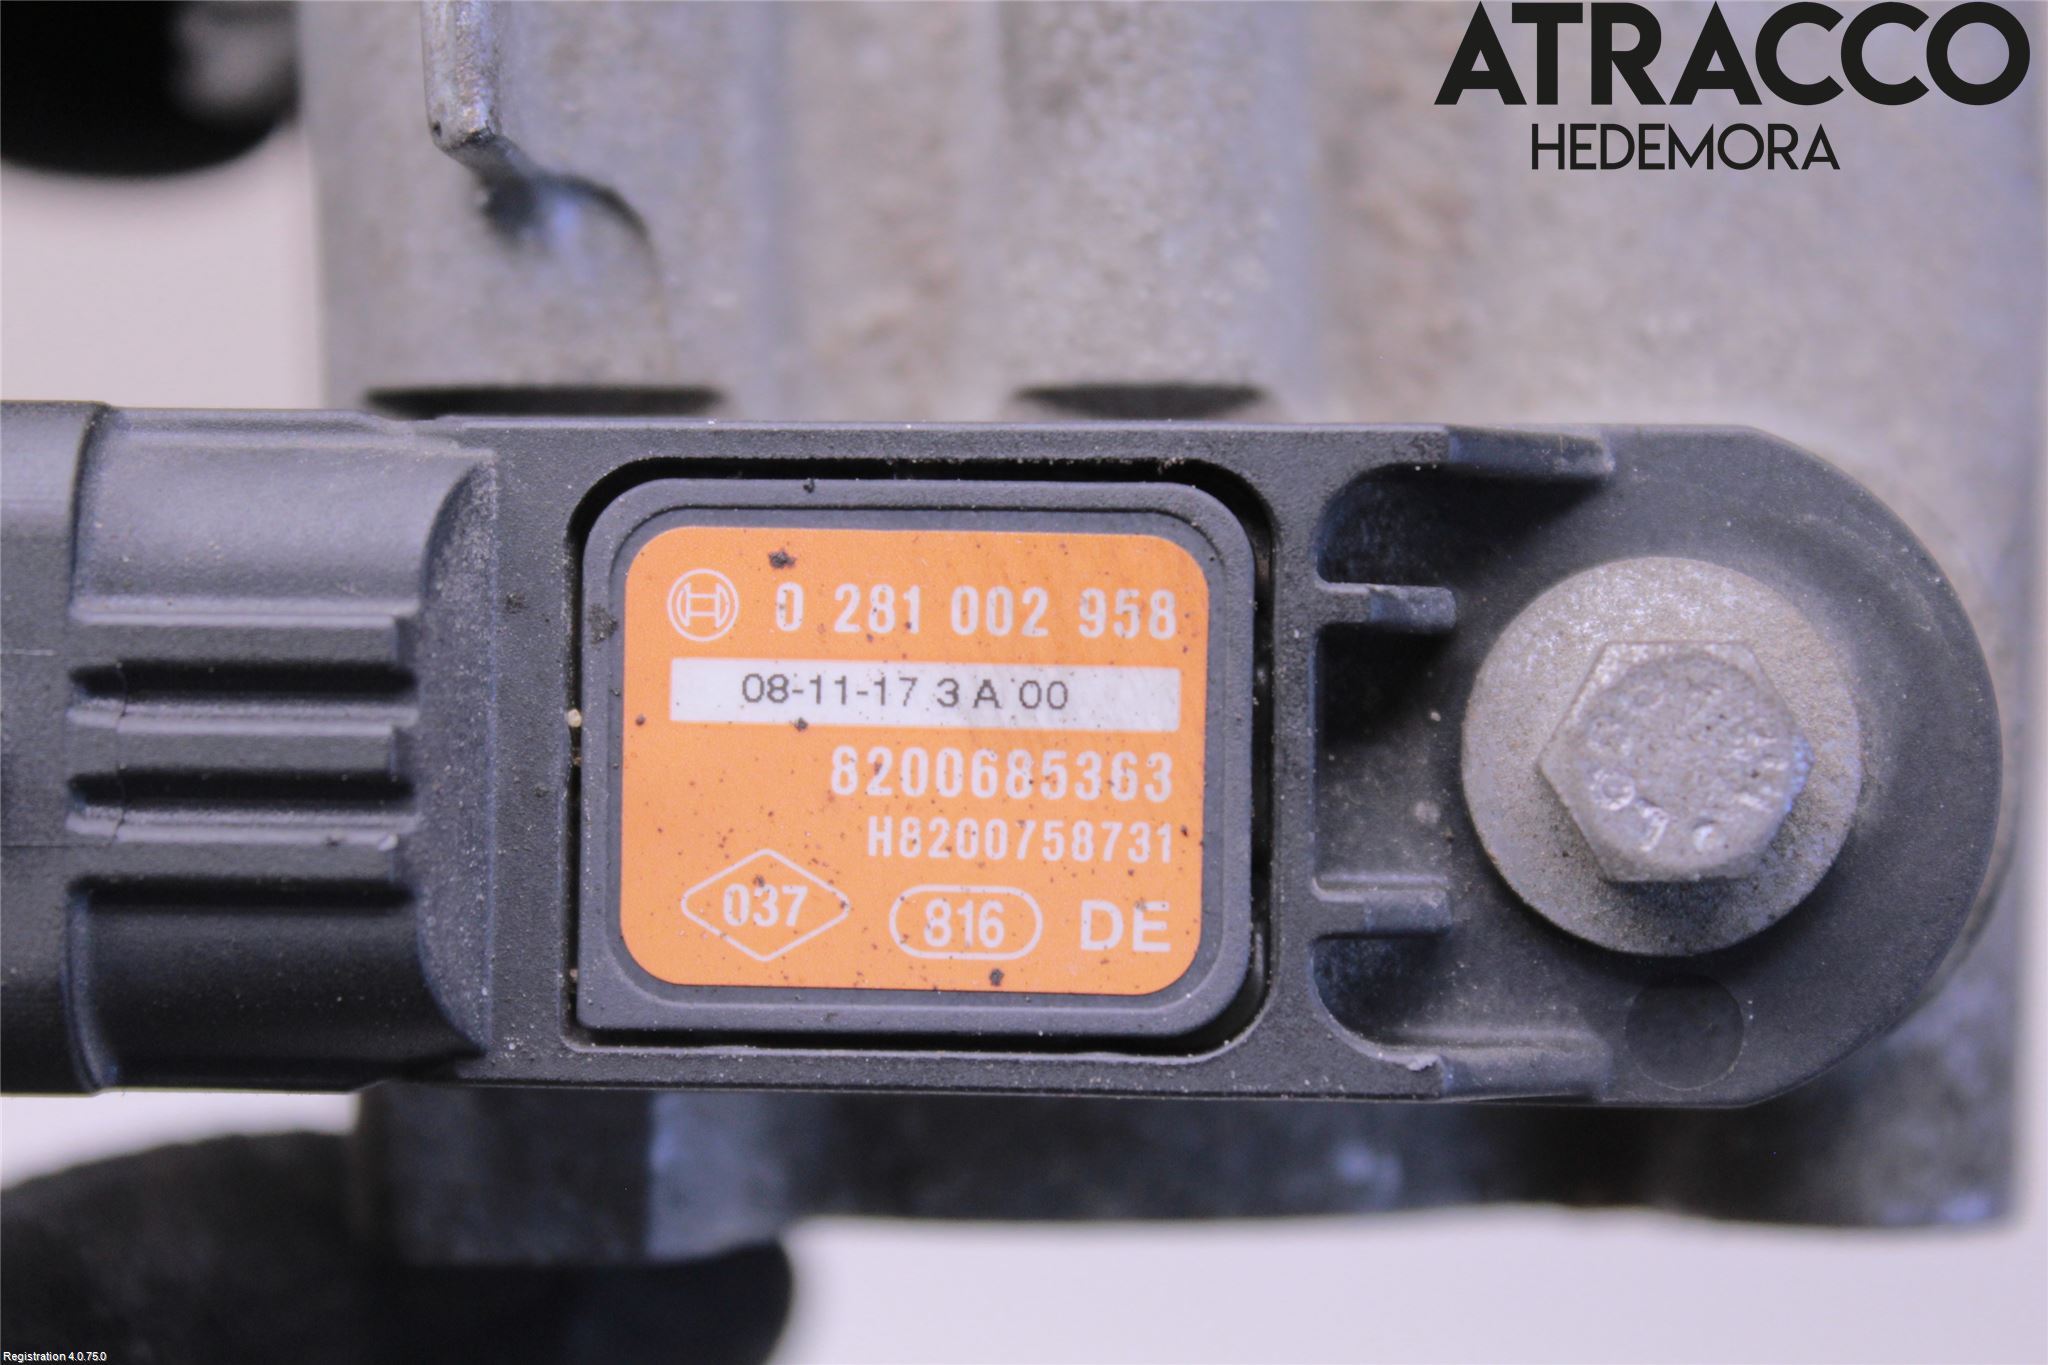 ATRACCO
HEDEMORA
0 281 002 958
08-11-17 3 A 00
8200685363
H8200758731
037 816 DE
Registration 4.0.75.0